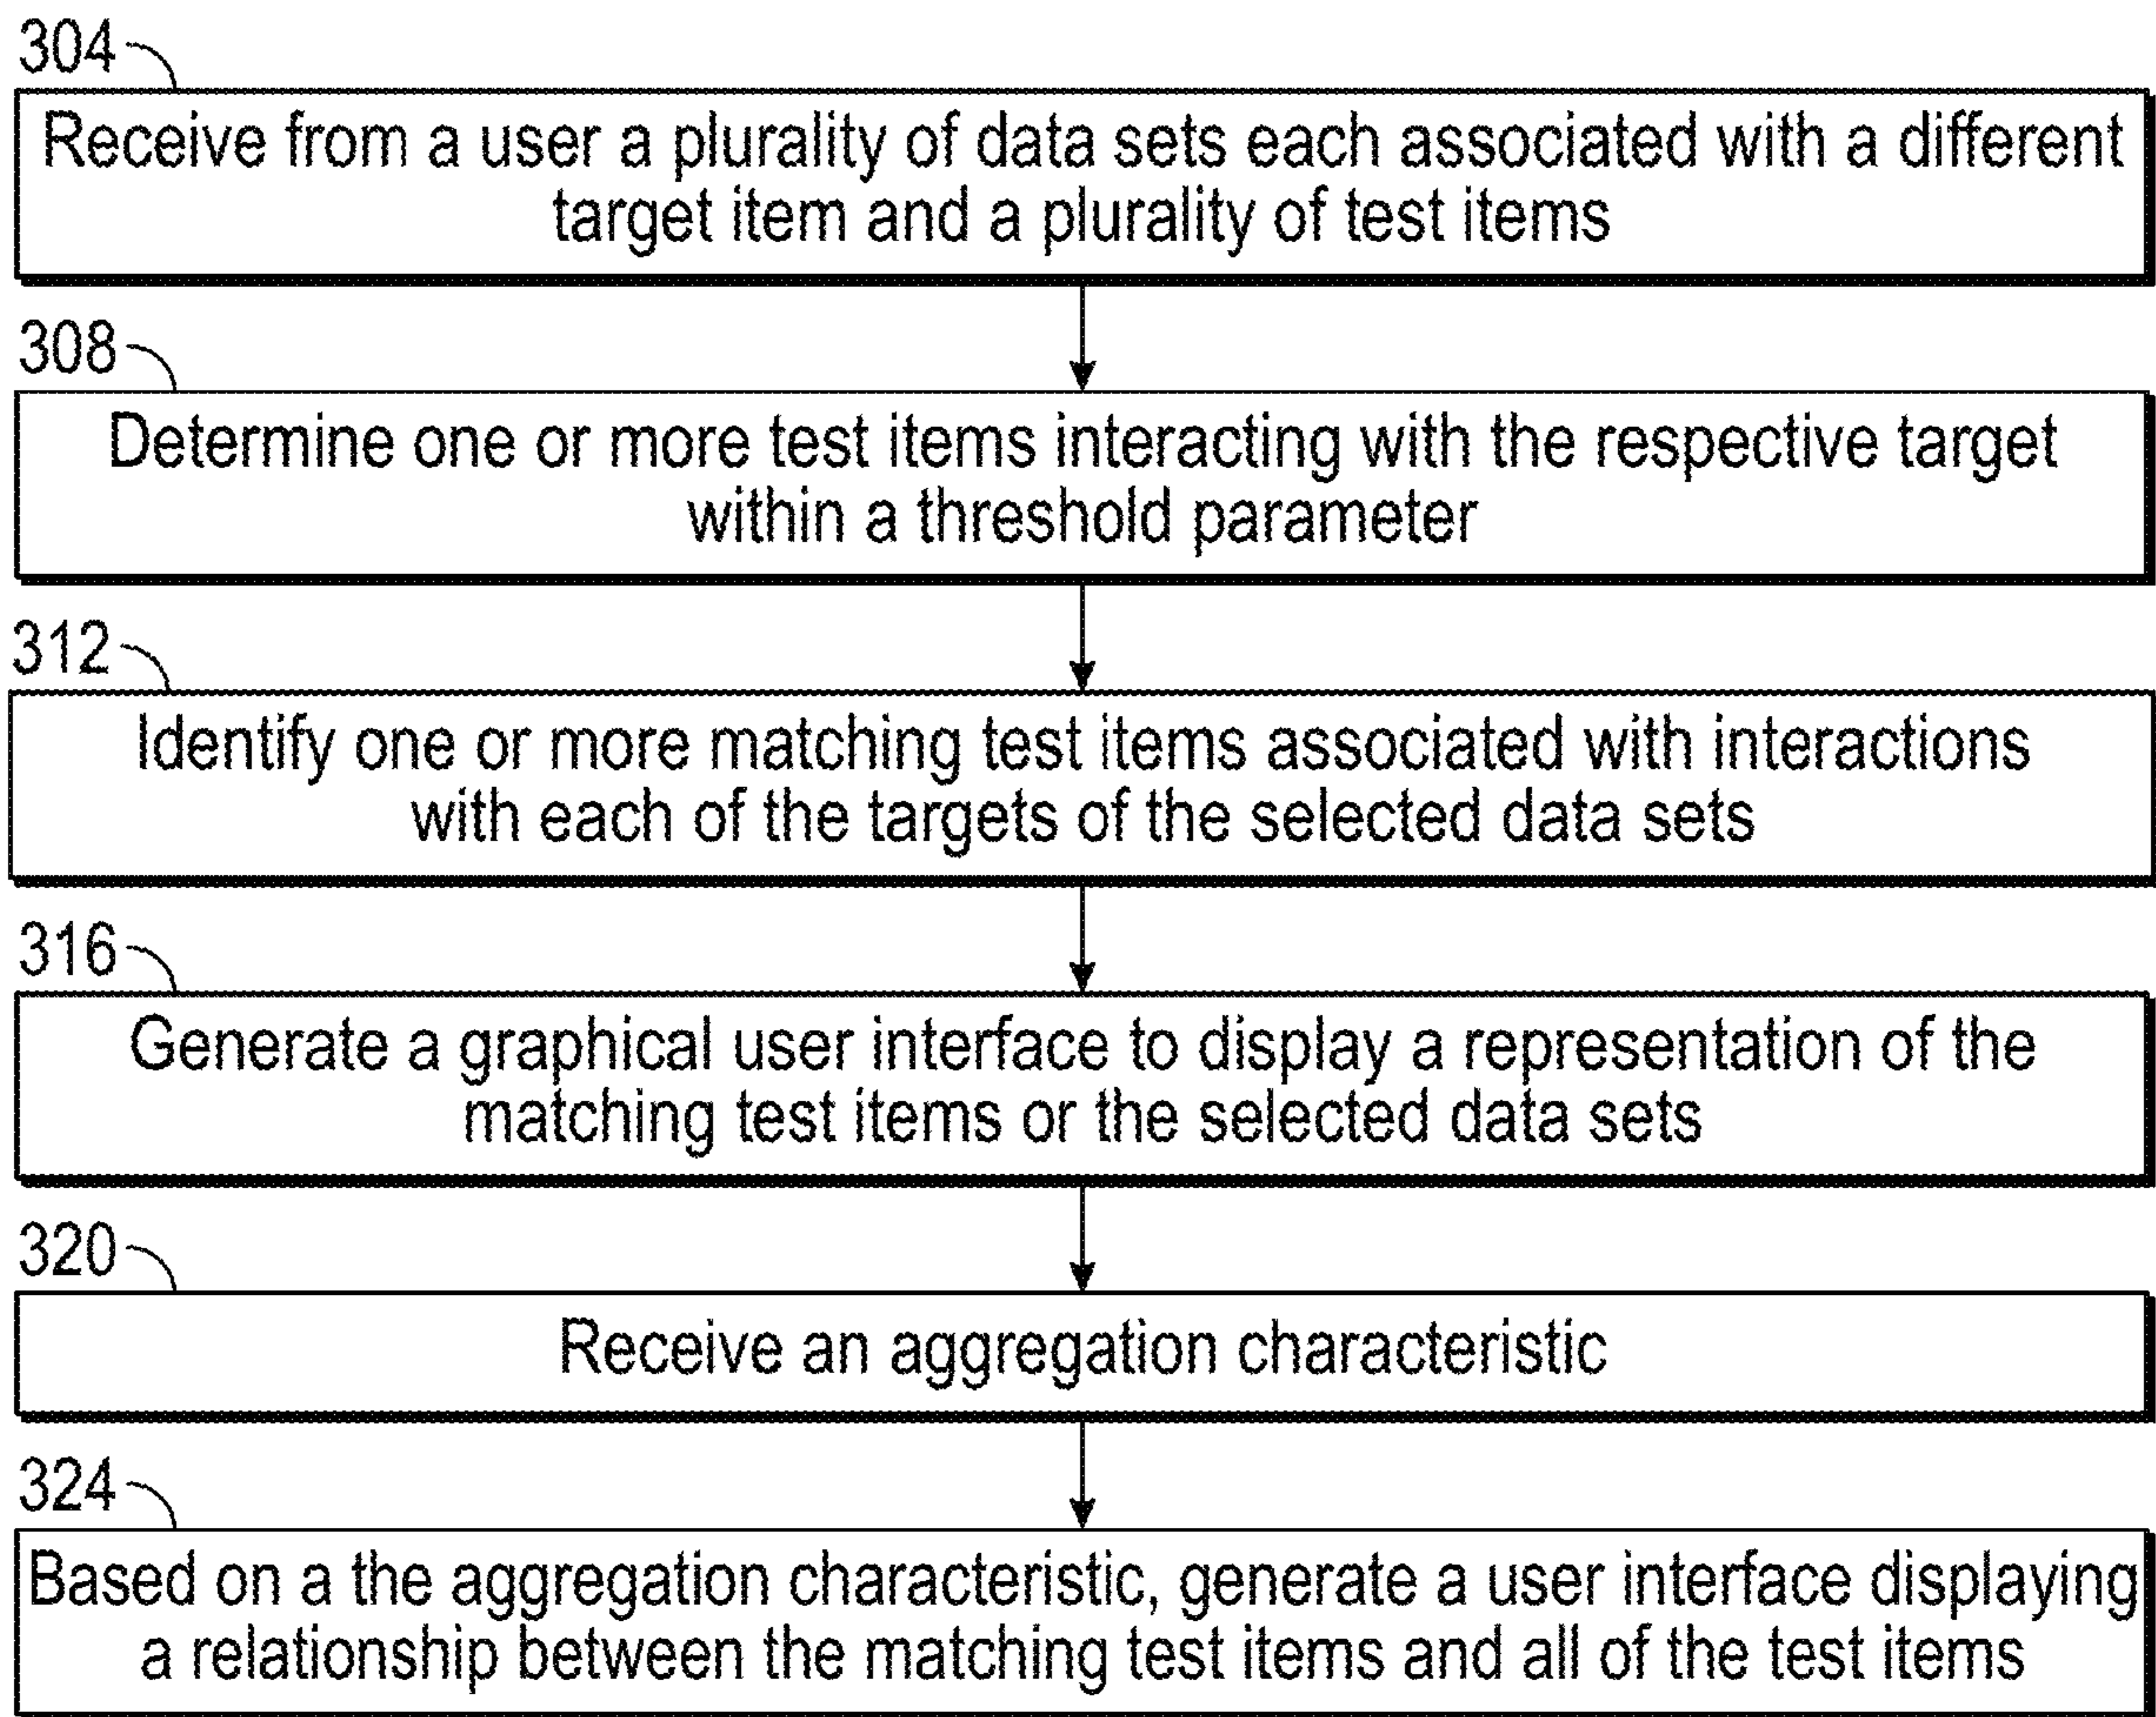 304
Receive from a user a plurality of data sets each associated with a different
target item and a plurality of test items
308
Determine one or more test items interacting with the respective target
within a threshold parameter
312
Identify one or more matching test items associated with interactions
with each of the targets of the selected data sets
316
Generate a graphical user interface to display a representation of the
matching test items or the selected data sets
320
Receive an aggregation characteristic
324
Based on a the aggregation characteristic, generate a user interface displaying
a relationship between the matching test items and all of the test items